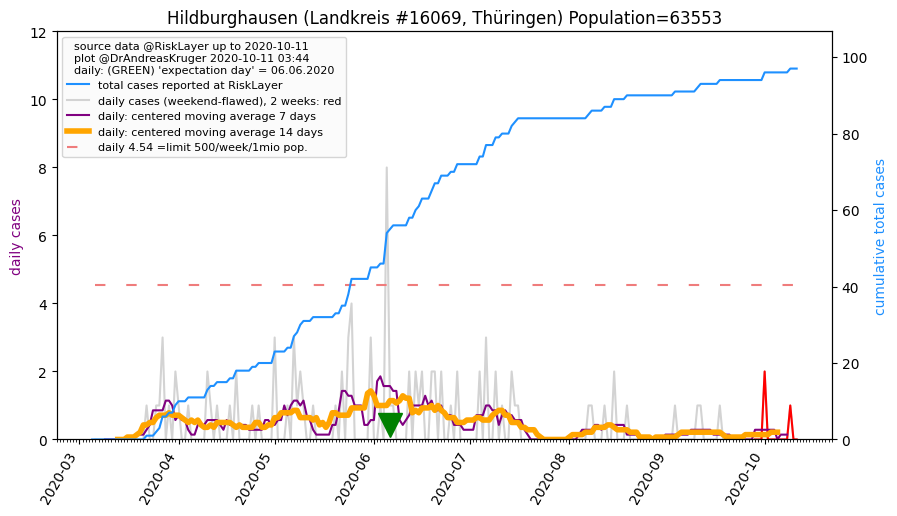 Hildburghausen (Landkreis #16069, Thüringen) Population=63553
source data @RiskLayer up to 2020-10-11
plot @DrAndreasKruger 2020-10-11 03:44
daily: (GREEN) 'expectation day' = 06.06.2020
total cases reported at RiskLayer
daily cases (weekend-flawed), 2 weeks: red
daily: centered moving average 7 days
daily: centered moving average 14 days
daily 4.54 =limit 500/week/1mio pop.
daily cases
12
10
8
6
4
2
0
cumulative total cases
100
80
60
40
20
0
2020-03
2020-04
2020-05
2020-06
2020-07
2020-08
2020-09
2020-10